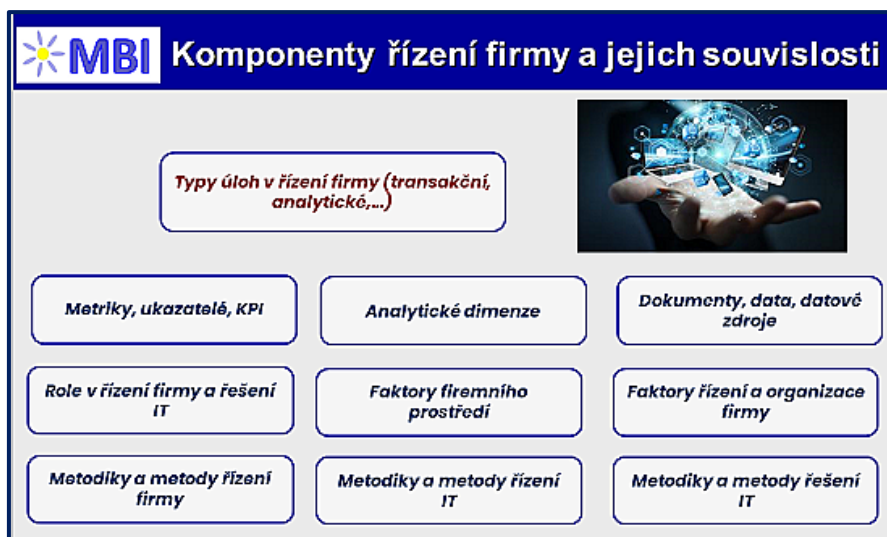 MBI Komponenty řízení firmy a jejich souvislosti
Typy úloh v řízení firmy (transakční,
analytické,...)
Metriky, ukazatelé, KPI
Analytické dimenze
Dokumenty, data, datové
zdroje
Role v řízení firmy a řešení
IT
Faktory firemního
prostředí
Faktory řízení a organizace
firmy
Metodiky a metody řízení
firmy
Metodiky a metody řízení
IT
Metodiky a metody řešení
IT